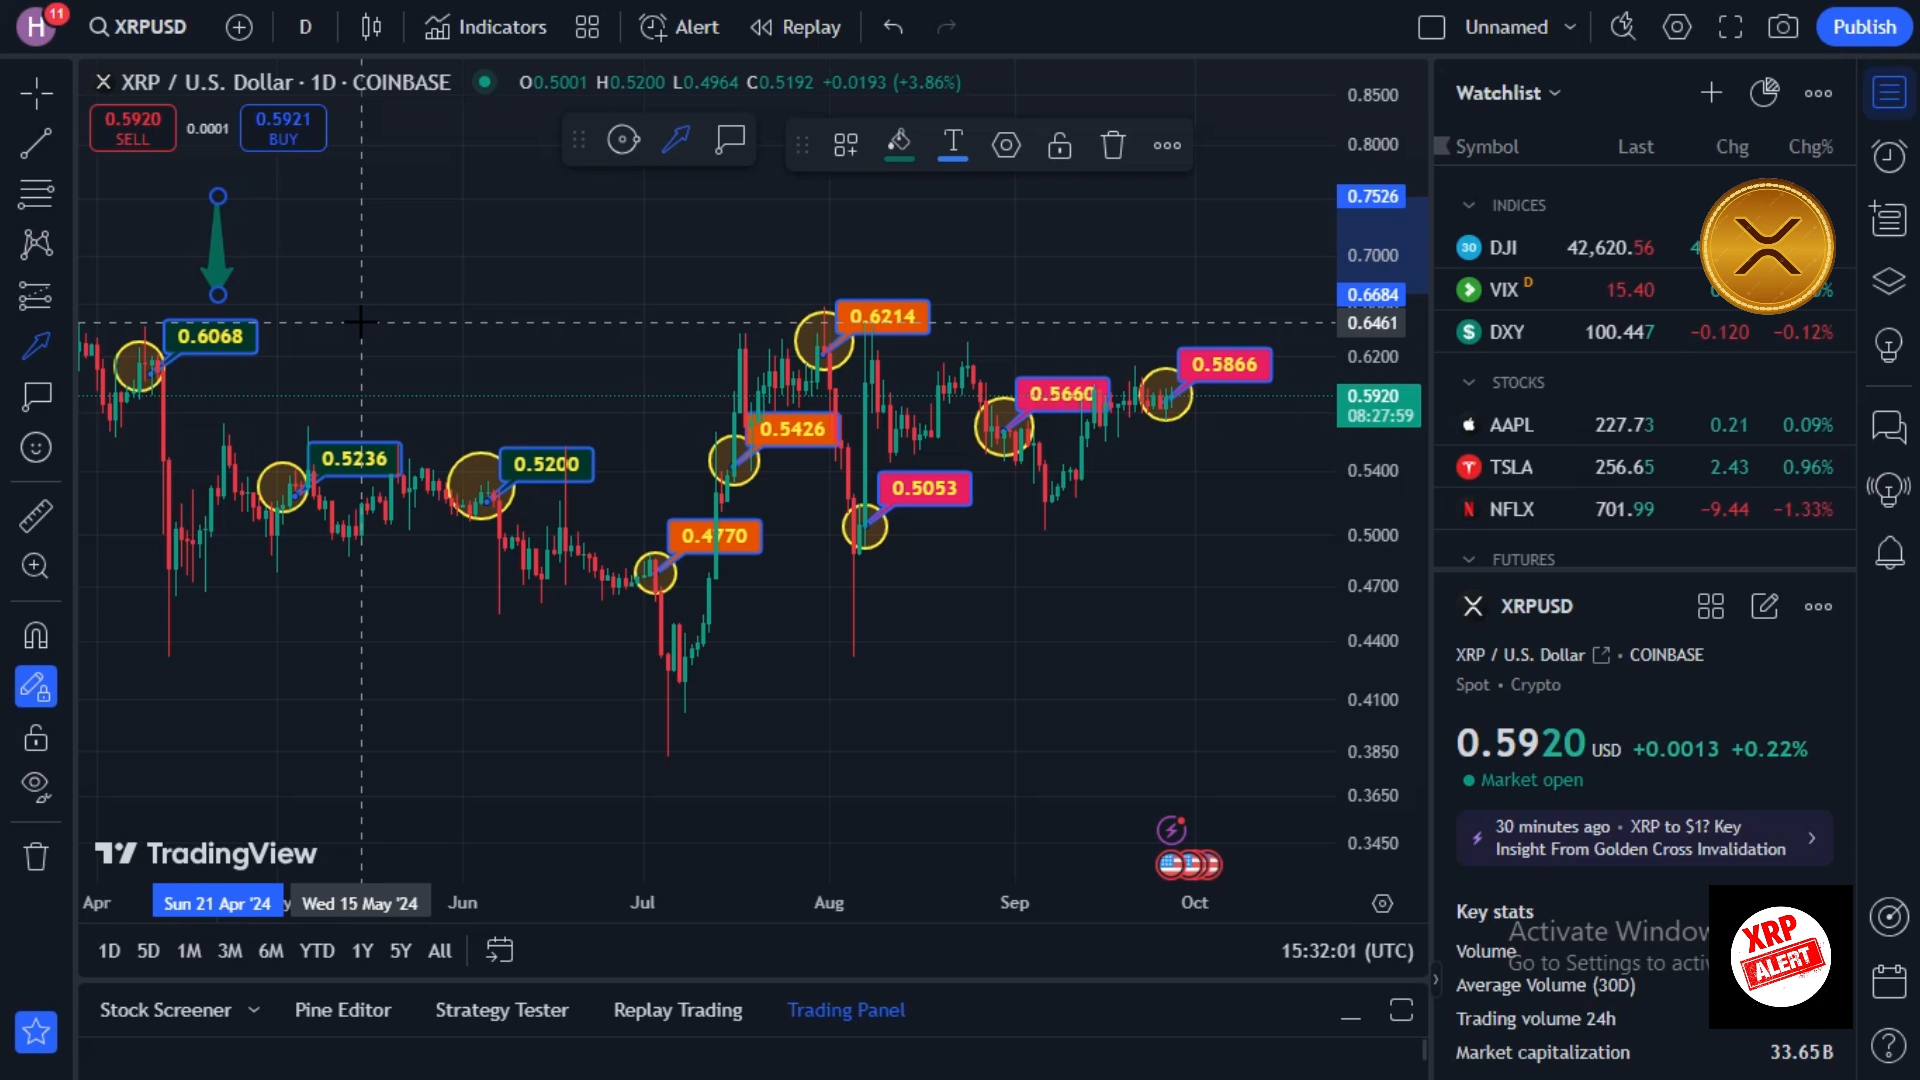 H
11
XRPUSD
D
Indicators
Alert
Replay
Unnamed
Publish
XRP / U.S. Dollar · 1D · COINBASE
O0.5001 H0.5200 L0.4964 C0.5192 +0.0193 (+3.86%)
0.5920
SELL
0.0001
0.5921
BUY
T
0.8500
0.8000
0.7526
0.7000
0.6684
0.6461
0.6200
0.5920
08:27:59
0.5400
0.5000
0.4700
0.4400
0.4100
0.3850
0.3650
0.3450
0.6068
0.5236
0.5200
0.4770
0.5426
0.6214
0.5053
0.5660
0.5866
TradingView
Apr
Sun 21 Apr '24
y
Wed 15 May '24
Jun
Jul
Aug
Sep
Oct
1D 5D 1M 3M 6M YTD 1Y 5Y All
15:32:01 (UTC)
Stock Screener
Pine Editor
Strategy Tester
Replay Trading
Trading Panel
Watchlist
Symbol Last Chg Chg%
INDICES
30 DJI 42,620.56 4
VIX D 15.40 0 %
DXY 100.447 −0.120 −0.12%
STOCKS
AAPL 227.73 0.21 0.09%
TSLA 256.65 2.43 0.96%
N NFLX 701.99 −9.44 −1.33%
FUTURES
XRPUSD
XRP / U.S. Dollar • COINBASE
Spot • Crypto
0.5920 USD +0.0013 +0.22%
Market open
30 minutes ago • XRP to $1? Key
Insight From Golden Cross Invalidation
Key stats
Activate Window
Volume
Go to Settings to acti
Average Volume (30D)
Trading volume 24h
Market capitalization 33.65B
XRP
ALERT